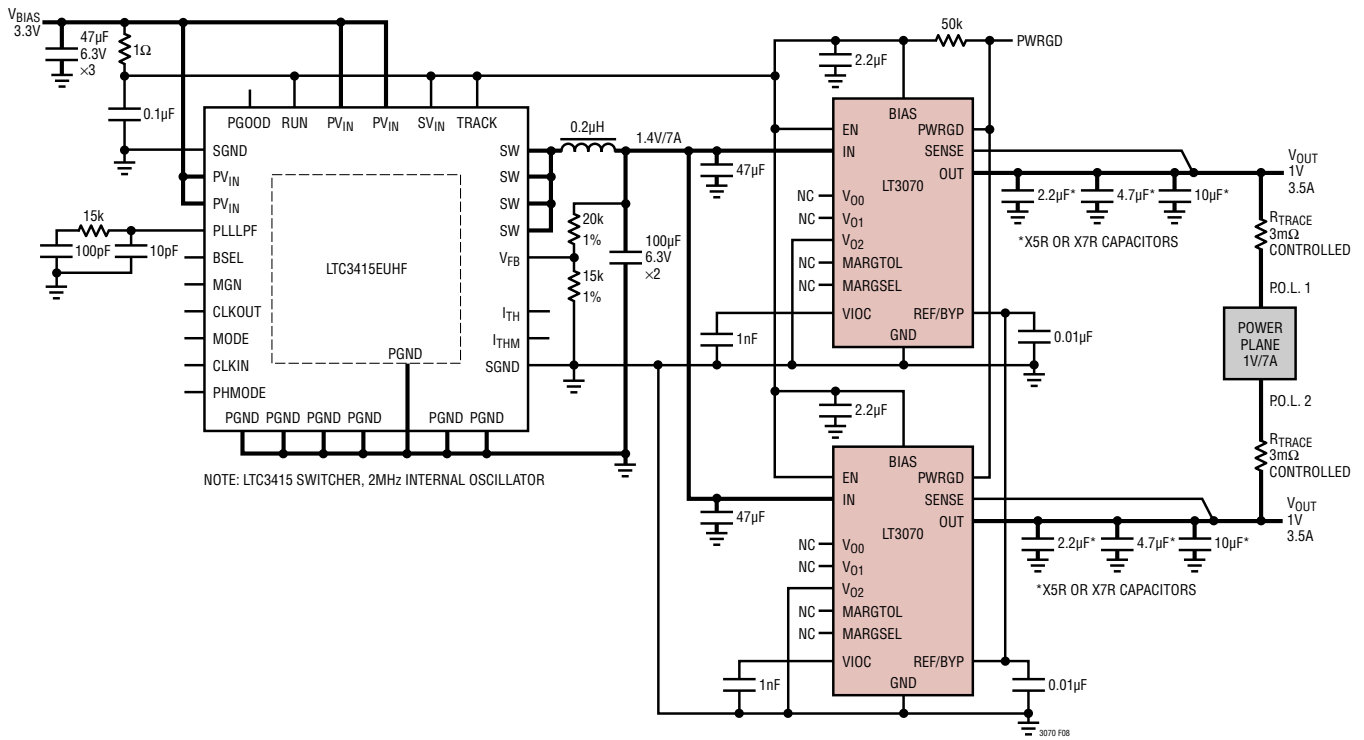 VBIAS
3.3V
47µF
6.3V
×3
1Ω
0.1µF
PGOOD RUN PVIN PVIN SVIN TRACK
SGND
PVIN
PVIN
PLLLPF
BSEL
MGN
CLKOUT
MODE
CLKIN
PHMODE
15k
100pF
10pF
LTC3415EUHF
PGND
PGND PGND PGND PGND PGND PGND
SW
SW
SW
SW
VFB
ITH
ITHM
SGND
NOTE: LTC3415 SWITCHER, 2MHz INTERNAL OSCILLATOR
0.2µH
1.4V/7A
20k
1%
15k
1%
100µF
6.3V
×2
47µF
2.2µF
50k
PWRGD
BIAS
EN
IN
PWRGD
SENSE
OUT
LT3070
NC VO0
NC VO1
VO2
NC MARGTOL
NC MARGSEL
VIOC
REF/BYP
GND
1nF
0.01µF
2.2µF*
4.7µF*
10µF*
*X5R OR X7R CAPACITORS
VOUT
1V
3.5A
RTRACE
3mΩ
CONTROLLED
P.O.L. 1
POWER
PLANE
1V/7A
P.O.L. 2
RTRACE
3mΩ
CONTROLLED
VOUT
1V
3.5A
2.2µF
47µF
BIAS
EN
IN
PWRGD
SENSE
OUT
LT3070
NC VO0
NC VO1
VO2
NC MARGTOL
NC MARGSEL
VIOC
REF/BYP
GND
1nF
0.01µF
2.2µF*
4.7µF*
10µF*
*X5R OR X7R CAPACITORS
3070 F08